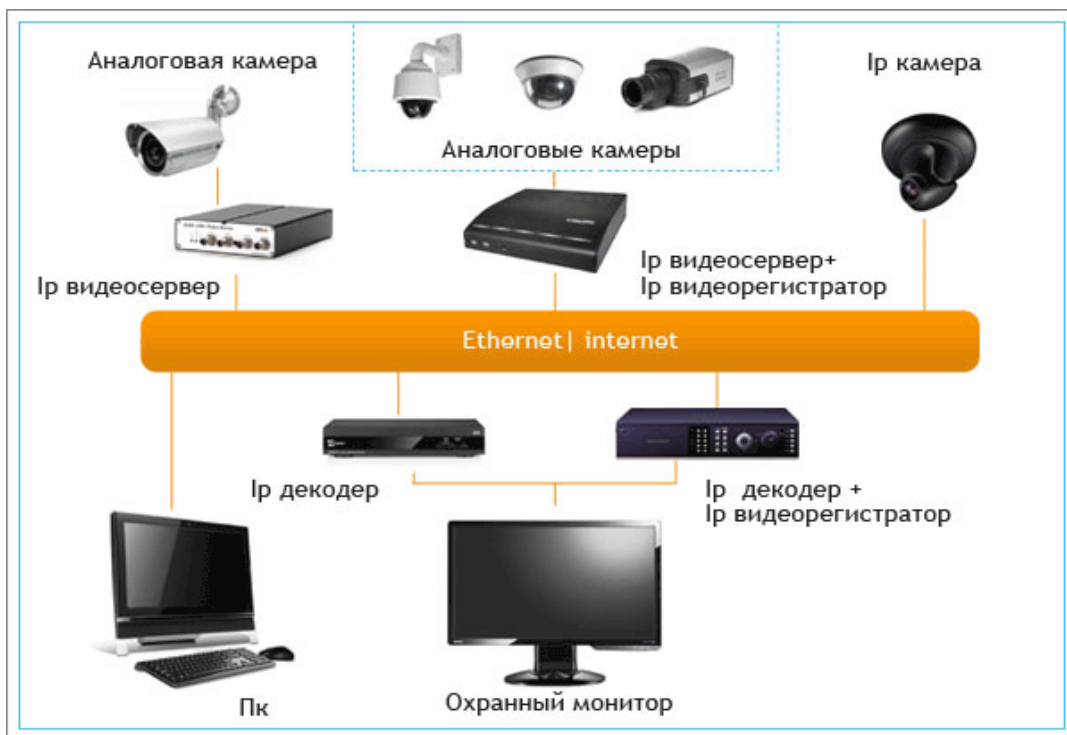 Аналоговая камера
Аналоговые камеры
Ip камера
Ip видеосервер
Ip видеосервер+
Ip видеорегистратор
Ethernet| internet
Ip декодер
Ip декодер +
Ip видеорегистратор
Пк
Охранный монитор